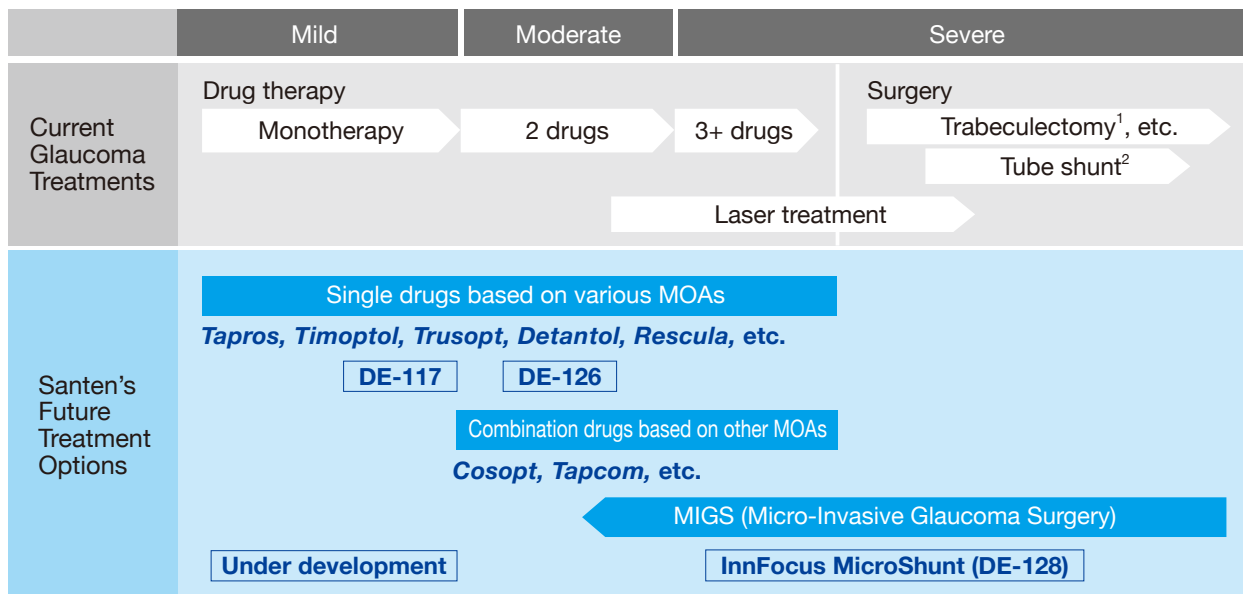 Mild
Moderate
Severe
Current
Glaucoma
Treatments
Drug therapy
Monotherapy
2 drugs
3+ drugs
Surgery
Trabeculectomy¹, etc.
Tube shunt²
Laser treatment
Santen's
Future
Treatment
Options
Single drugs based on various MOAs
Tapros, Timoptol, Trusopt, Detantol, Rescula, etc.
DE-117
DE-126
Combination drugs based on other MOAs
Cosopt, Tapcom, etc.
MIGS (Micro-Invasive Glaucoma Surgery)
Under development
InnFocus MicroShunt (DE-128)